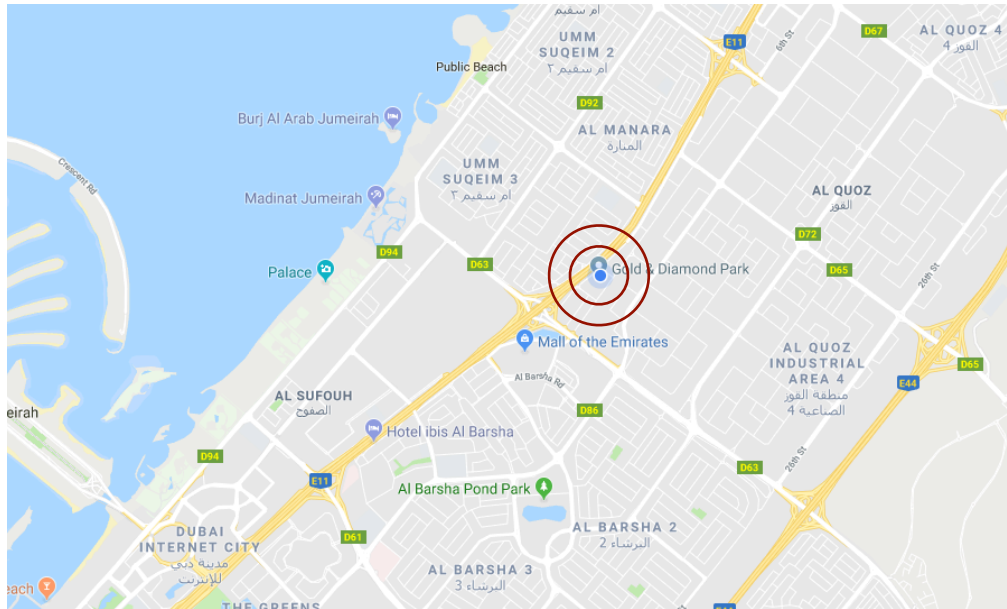 ام سقيم
UMM
SUQEIM 2
ام سقيم ٢
E11
6th St
D67
AL QUOZ 4
القوز 4
Public Beach
D92
Burj Al Arab Jumeirah
AL MANARA
المنارة
UMM
SUQEIM 3
ام سقيم ٣
Crescent Rd
Madinat Jumeirah
AL QUOZ
القوز
D94
D63
D72
Palace
Gold & Diamond Park
D65
26th St
Mall of the Emirates
AL QUOZ
INDUSTRIAL
AREA 4
منطقة القوز
الصناعية 4
D65
E44
Al Barsha Rd
AL SUFOUH
الصفوح
D86
eirah
Hotel ibis Al Barsha
D94
26th St
D63
E11
Al Barsha Pond Park
DUBAI
INTERNET CITY
مدينة دبي
للإنترنت
D61
AL BARSHA 2
البرشاء 2
AL BARSHA 3
البرشاء 3
each
THE GREENS